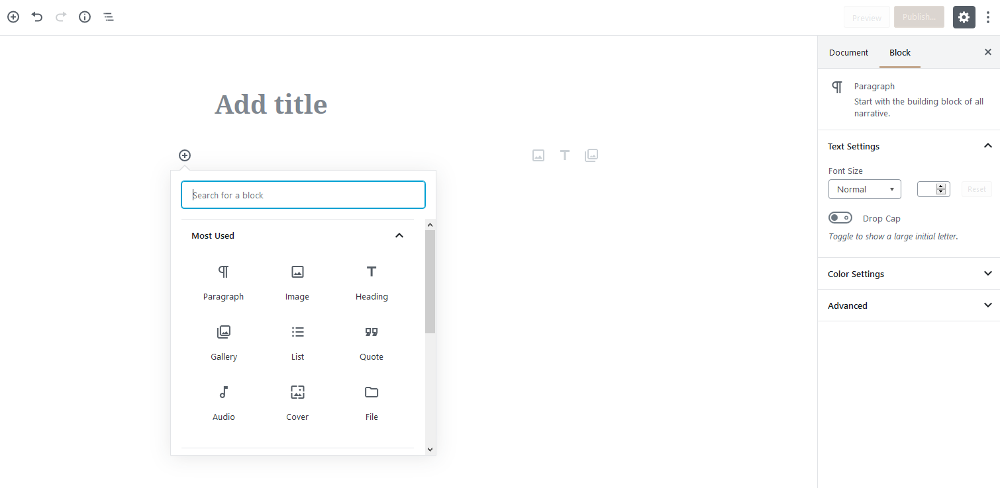 Preview
Publish...
Document
Block
Add title
Paragraph
Start with the building block of all
narrative.
Search for a block
Most Used
Paragraph
Image
Heading
Gallery
List
Quote
Audio
Cover
File
Text Settings
Font Size
Normal
Reset
Drop Cap
Toggle to show a large initial letter.
Color Settings
Advanced